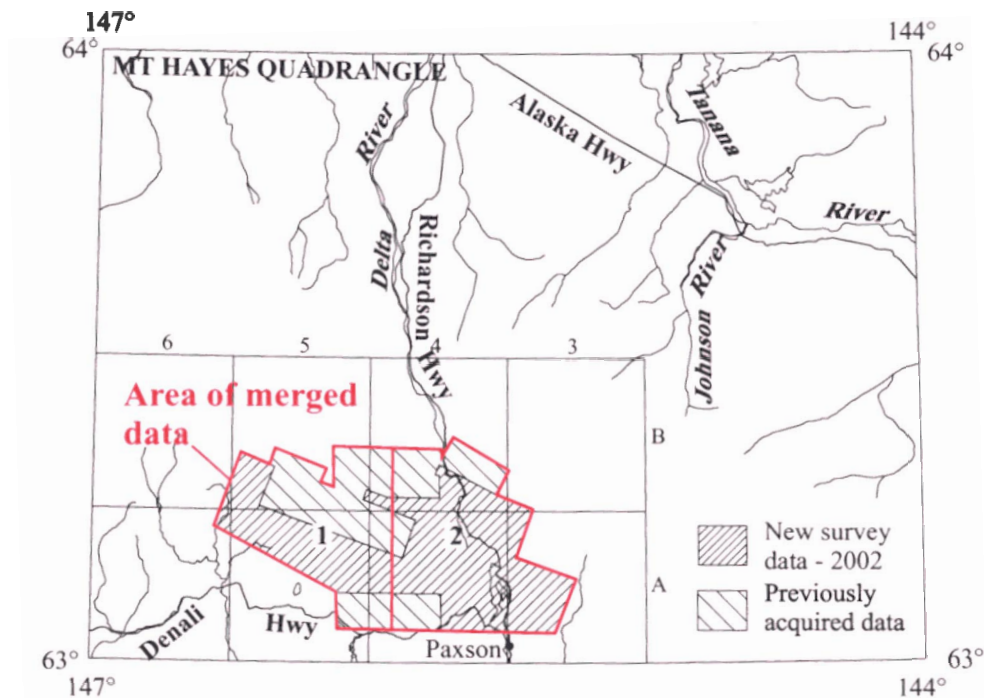 147°
144°
64°
64°
MT HAYES QUADRANGLE
River
Delta
Richardson Hwy
Alaska Hwy
Tanana
River
Johnson River
6
5
4
3
Area of merged
data
B
1
2
A
New survey
data - 2002
Previously
acquired data
Denali
Hwy
Paxson
63°
63°
147°
144°